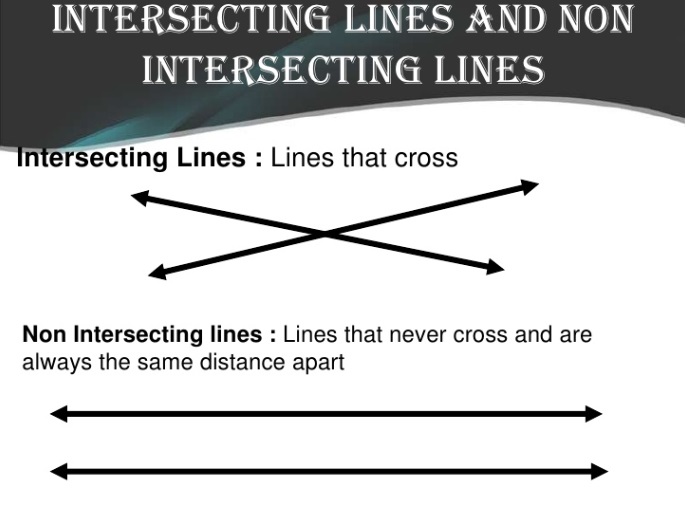 INTERSECTING LINES AND NON
INTERSECTING LINES
Intersecting Lines : Lines that cross
Non Intersecting lines : Lines that never cross and are
always the same distance apart